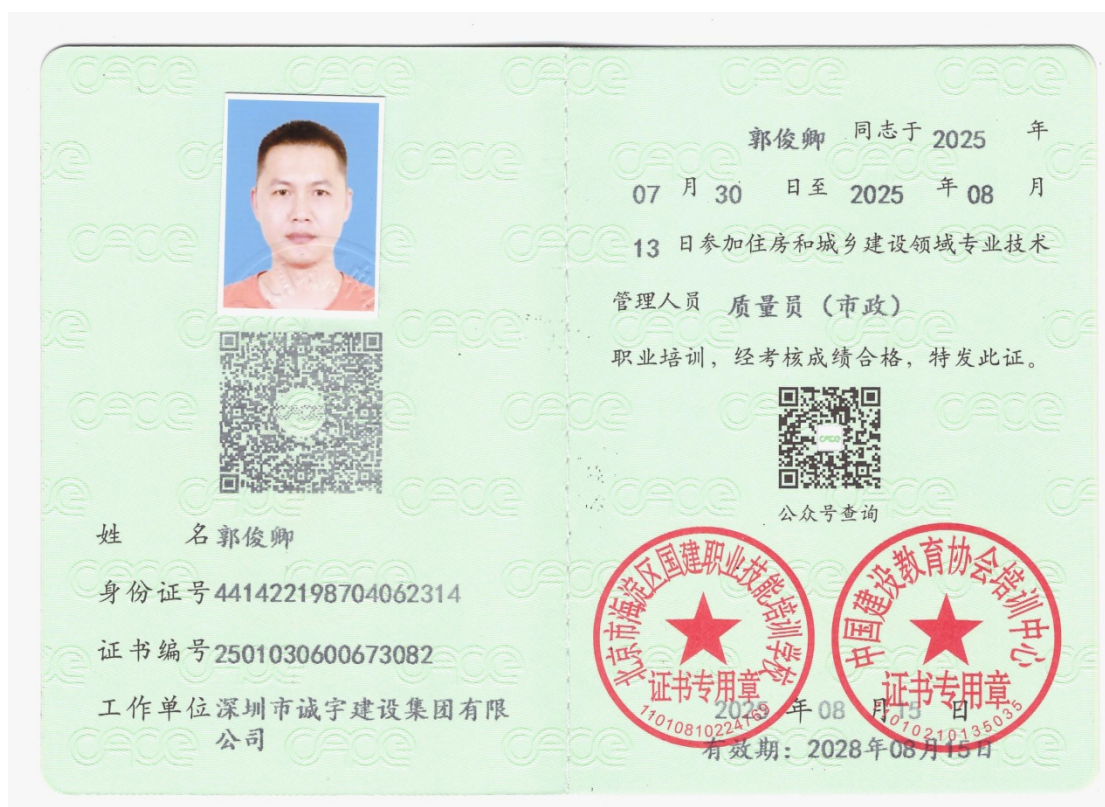 姓 名 郭俊卿
身份证号 441422198704062314
证书编号 2501030600673082
工作单位 深圳市诚宇建设集团有限
公司
郭俊卿 同志于 2025 年
07 月 30 日至 2025 年 08 月
13 日参加住房和城乡建设领域专业技术
管理人员 质量员（市政）
职业培训，经考核成绩合格，特发此证。
CECE
公众号查询
北京市海淀区国建职业技能培训学校
证书专用章
中国建设教育协会培训中心
证书专用章
2025 年 08 月 15 日
有效期：2028年08月15日